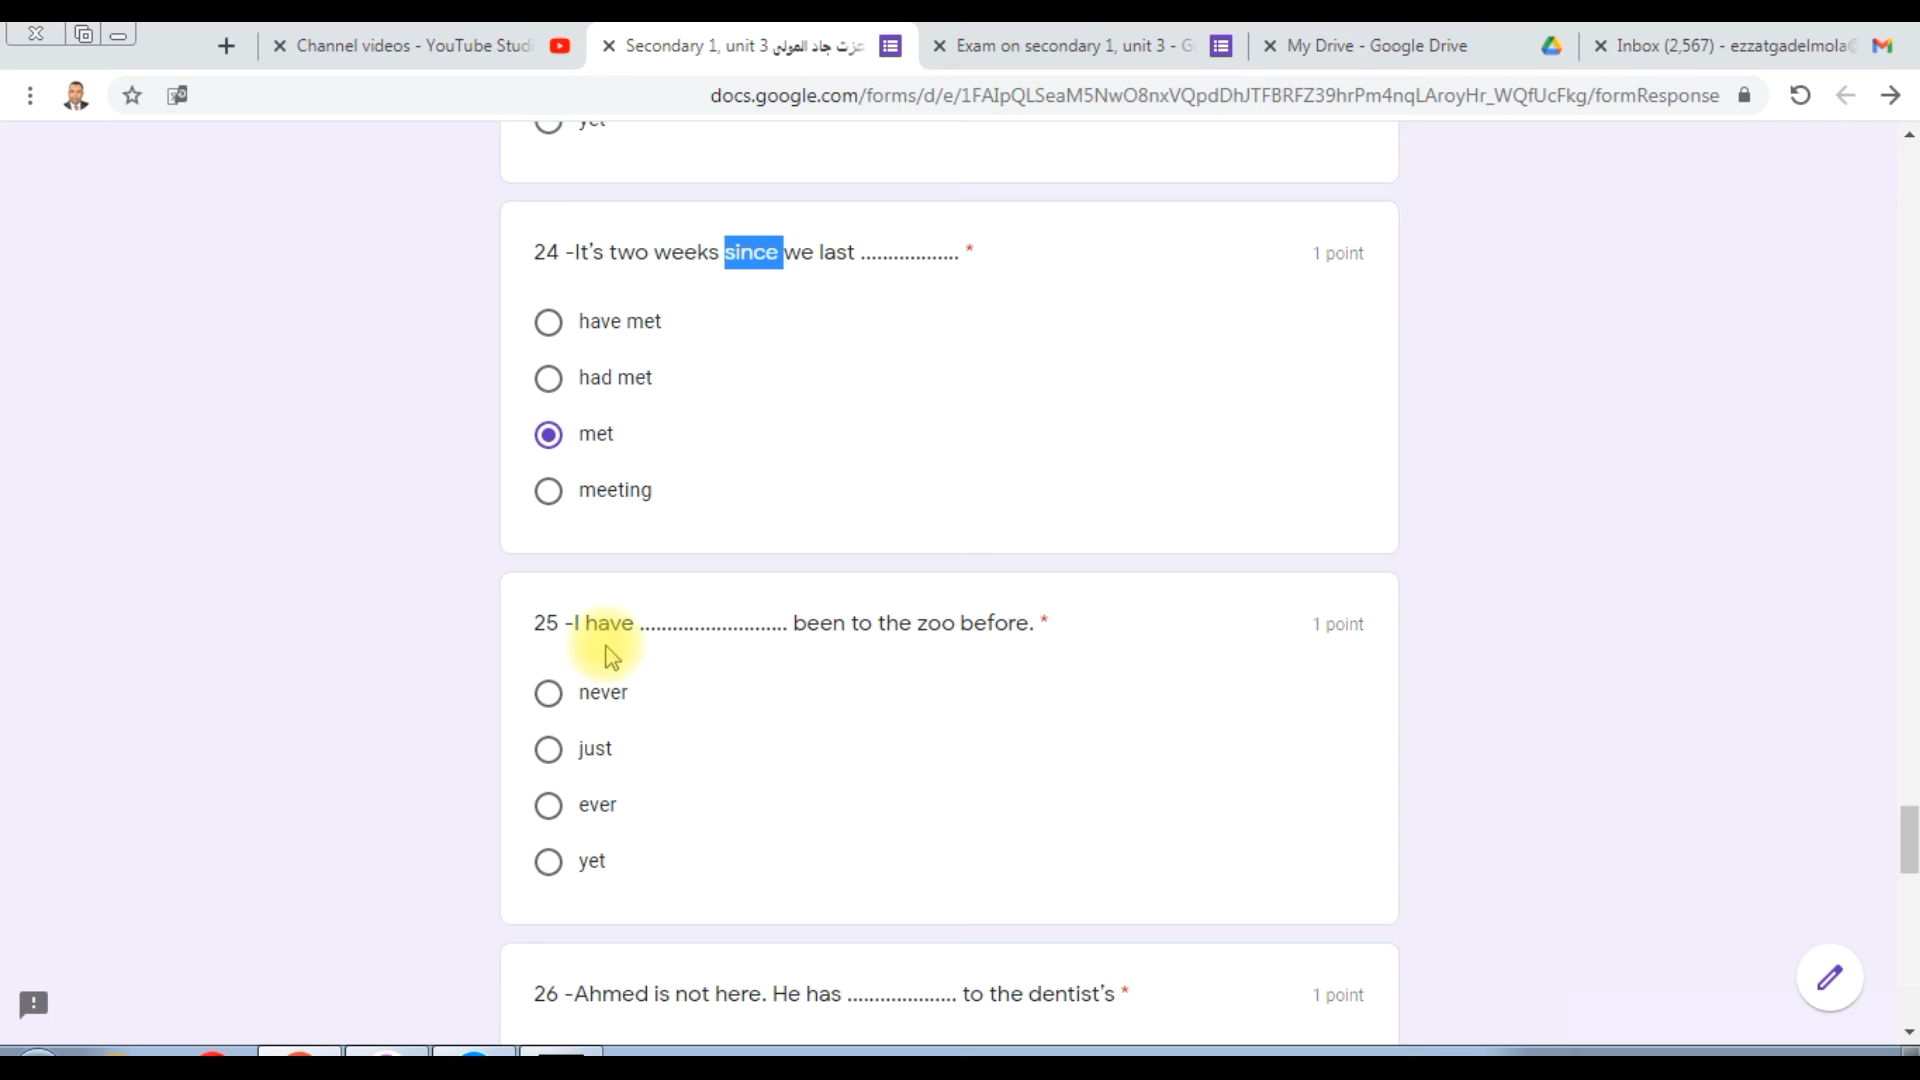 Channel videos - YouTube Studi
Secondary 1, unit 3 عزت جاد المولى
Exam on secondary 1, unit 3 - G
My Drive - Google Drive
Inbox (2,567) - ezzatgadelmola@
docs.google.com/forms/d/e/1FAIpQLSeaM5NwO8nxVQpdDhJTFBRFZ39hrPm4nqLAroyHr_WQfUcFkg/formResponse
yet
24 -It’s two weeks since we last .................. *
1 point
have met
had met
met
meeting
25 -I have ........................... been to the zoo before. *
1 point
never
just
ever
yet
26 -Ahmed is not here. He has .................... to the dentist’s *
1 point